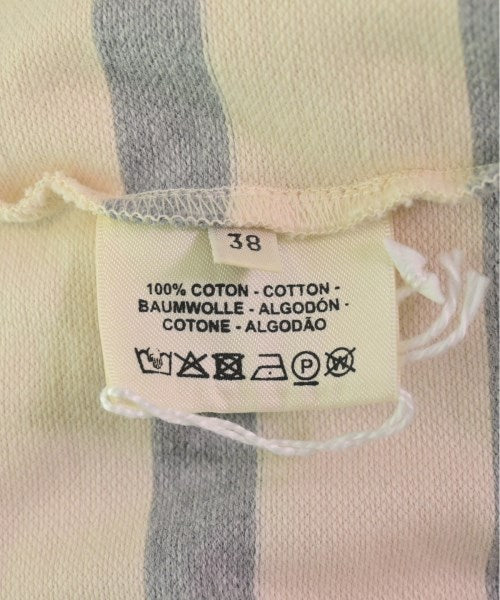 38
100% COTON - COTTON -
BAUMWOLLE - ALGODÓN -
COTONE - ALGODÃO
P W